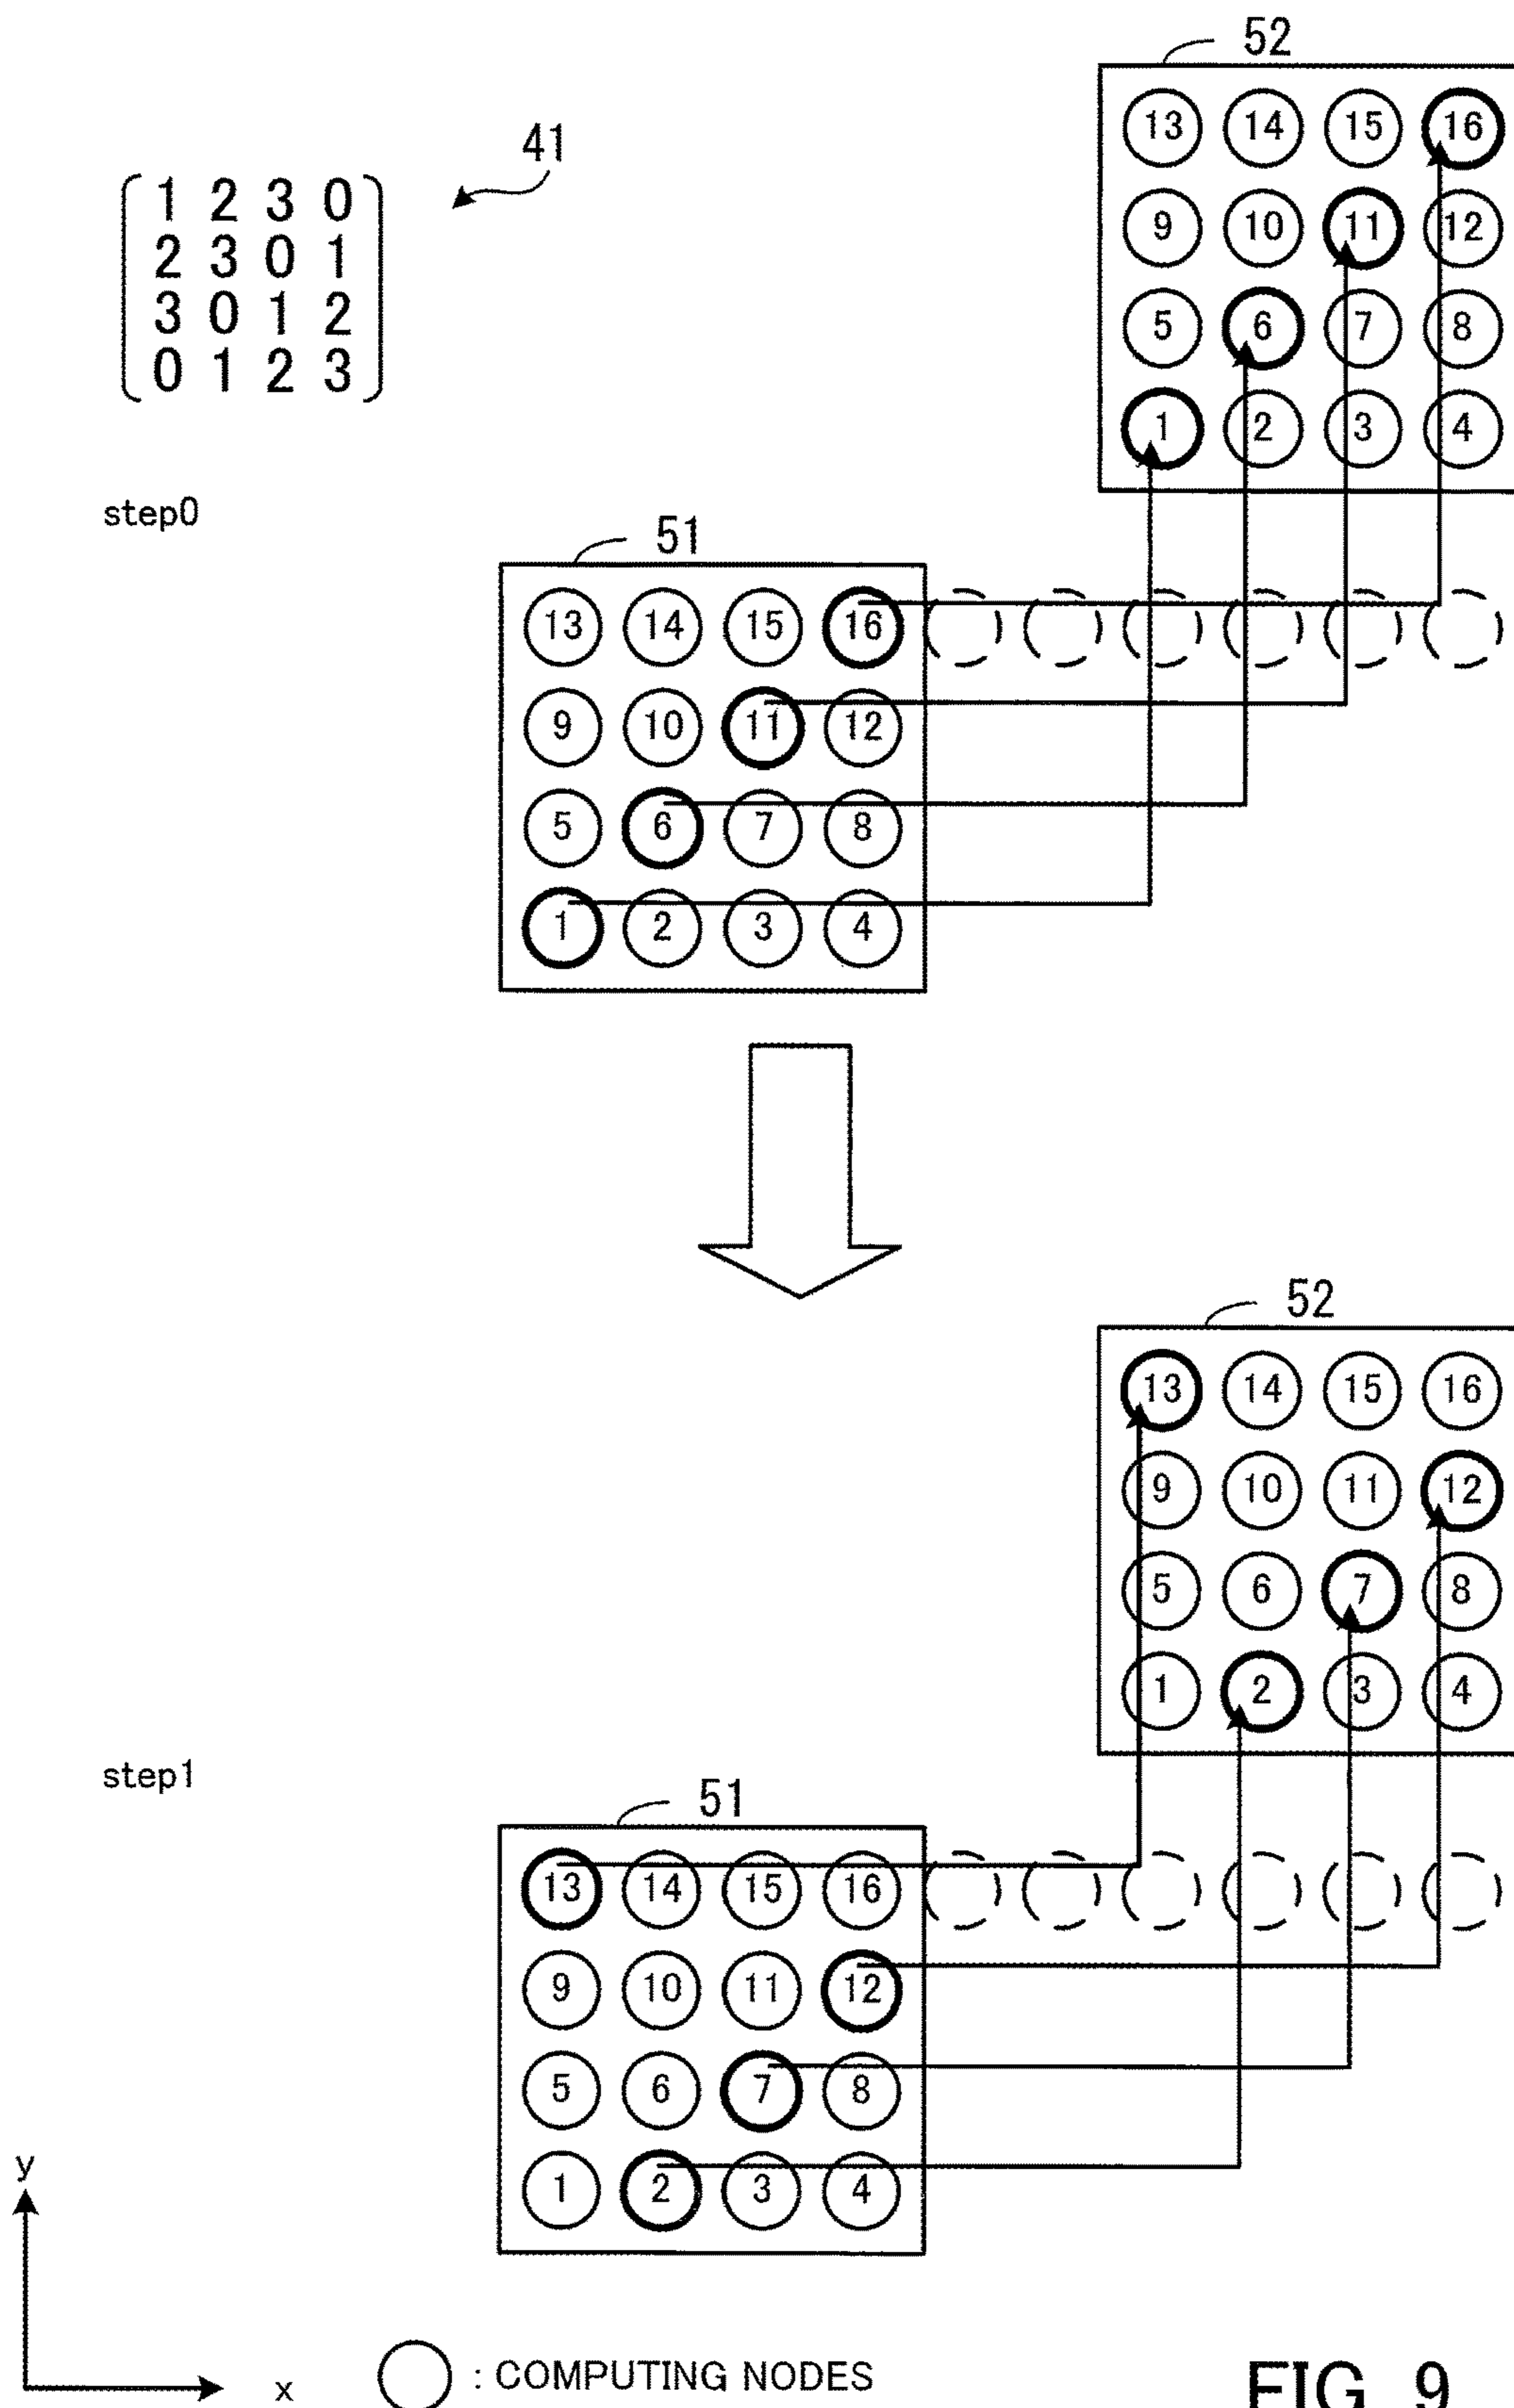 52
41
1 2 3 0
2 3 0 1
3 0 1 2
0 1 2 3
13 14 15 16
9 10 11 12
5 6 7 8
1 2 3 4
step0
51
13 14 15 16
9 10 11 12
5 6 7 8
1 2 3 4
52
13 14 15 16
9 10 11 12
5 6 7 8
1 2 3 4
step1
51
13 14 15 16
9 10 11 12
5 6 7 8
1 2 3 4
y
x
: COMPUTING NODES
FIG. 9